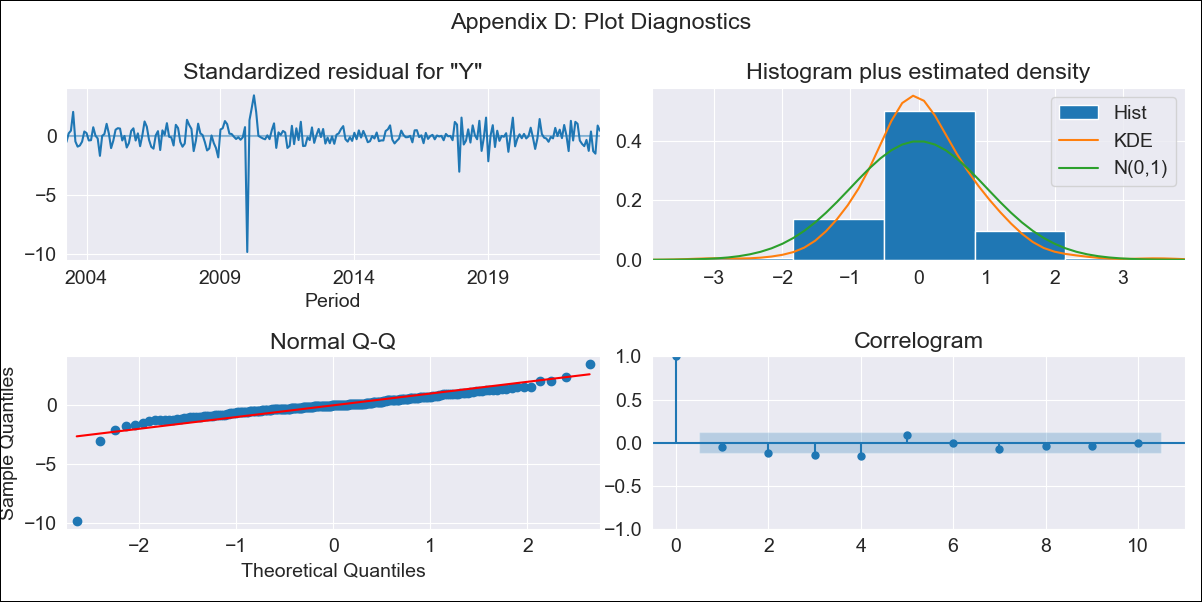 Appendix D: Plot Diagnostics
Standardized residual for "Y"
0
−5
−10
2004 2009 2014 2019
Period
Histogram plus estimated density
Hist
KDE
N(0,1)
0.4
0.2
0.0
−3 −2 −1 0 1 2 3
Normal Q-Q
Sample Quantiles
0
−5
−10
−2 −1 0 1 2
Theoretical Quantiles
Correlogram
1.0
0.5
0.0
−0.5
−1.0
0 2 4 6 8 10